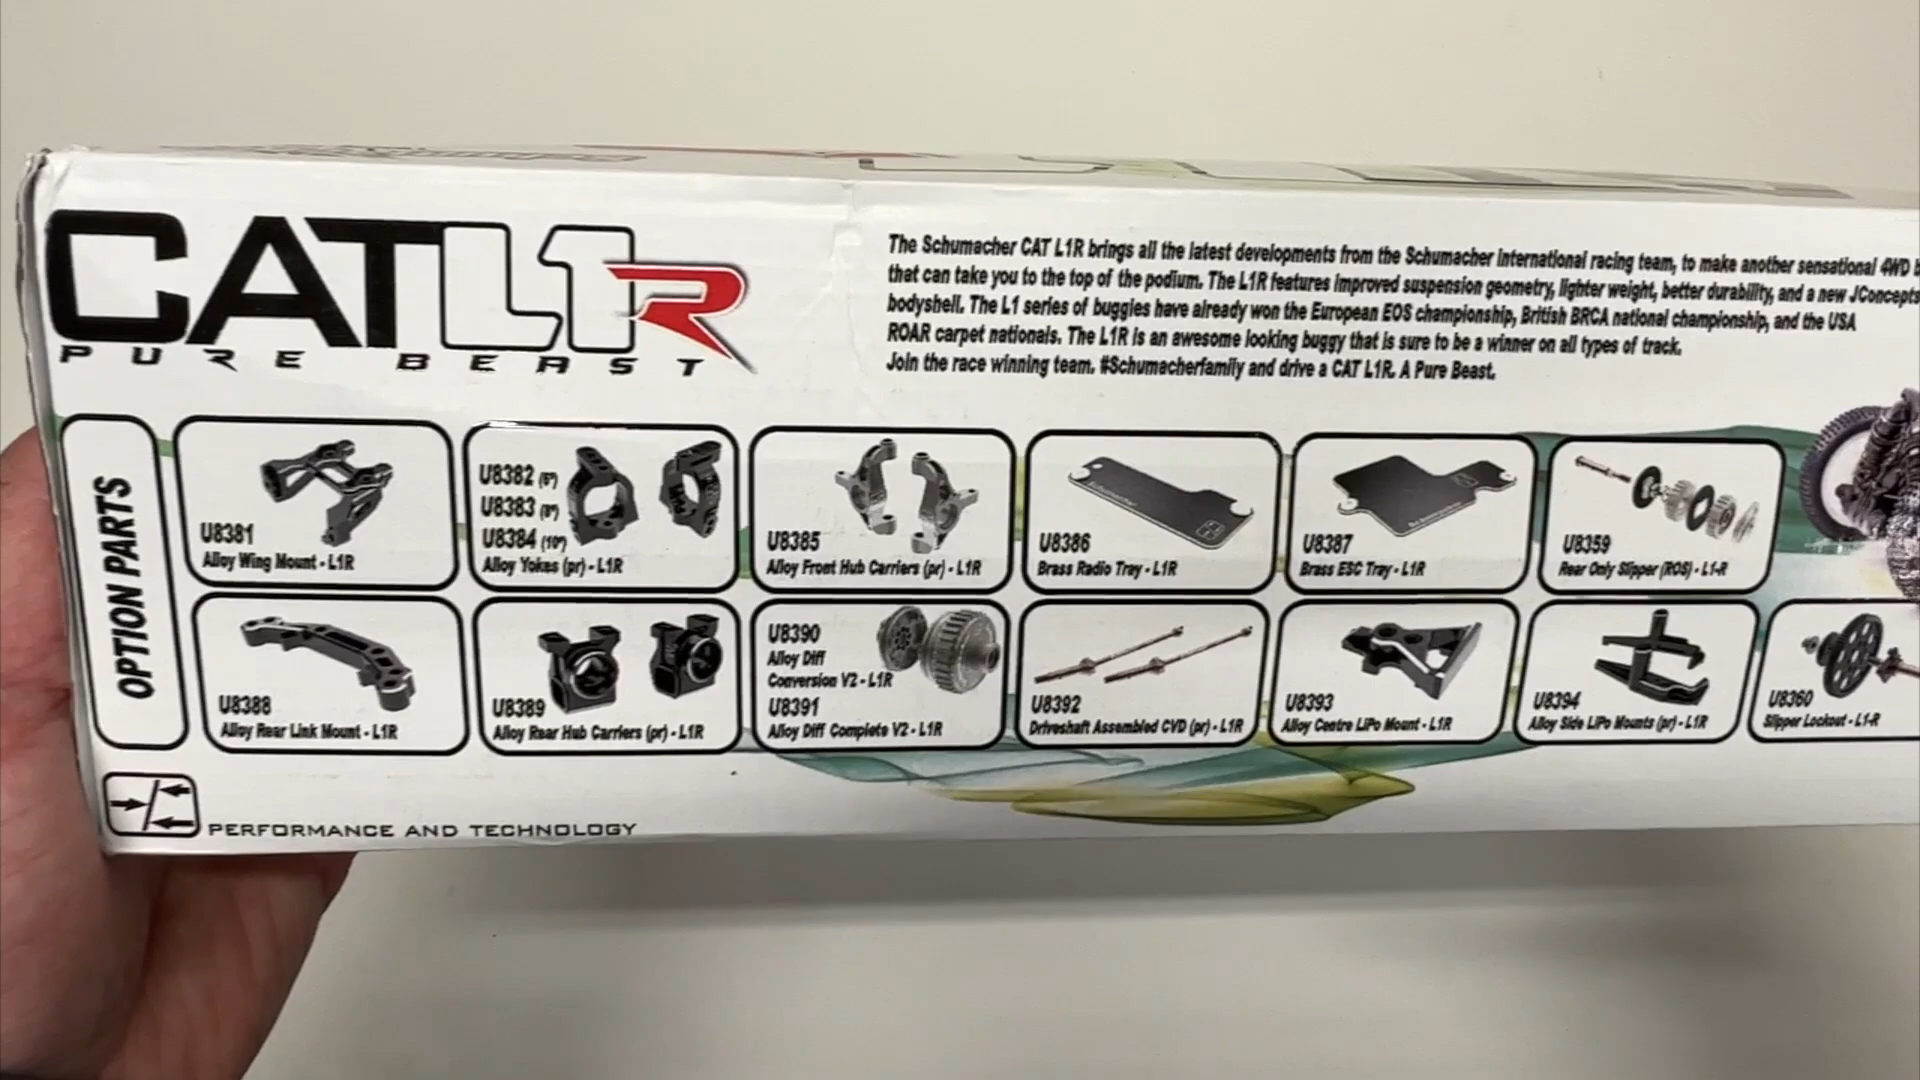 CATL1R
PURE BEAST
The Schumacher CAT L1R brings all the latest developments from the Schumacher International racing team, to make another sensational 4WD
that can take you to the top of the podium. The L1R features improved suspension geometry, lighter weight, better durability, and a new JConcepts
bodyshell. The L1 series of buggies have already won the European EOS championship, British BRCA national championship, and the USA
ROAR carpet nationals. The L1R is an awesome looking buggy that is sure to be a winner on all types of track.
Join the race winning team. #Schumacherfamily and drive a CAT L1R. A Pure Beast.
OPTION PARTS
U8381
Alloy Wing Mount - L1R
U8382 (5°)
U8383 (8°)
U8384 (10°)
Alloy Yokes (pr) - L1R
U8385
Alloy Front Hub Carriers (pr) - L1R
Schumacher
U8386
Brass Radio Tray - L1R
Schumacher
U8387
Brass ESC Tray - L1R
U8359
Rear Only Slipper (ROS) - L1-R
U8388
Alloy Rear Link Mount - L1R
U8389
Alloy Rear Hub Carriers (pr) - L1R
U8390
Alloy Diff
Conversion V2 - L1R
U8391
Alloy Diff Complete V2 - L1R
U8392
Driveshaft Assembled CVD (pr) - L1R
U8393
Alloy Centre LiPo Mount - L1R
U8394
Alloy Side LiPo Mounts (pr) - L1R
U8360
Slipper Lockout - L1-R
PERFORMANCE AND TECHNOLOGY